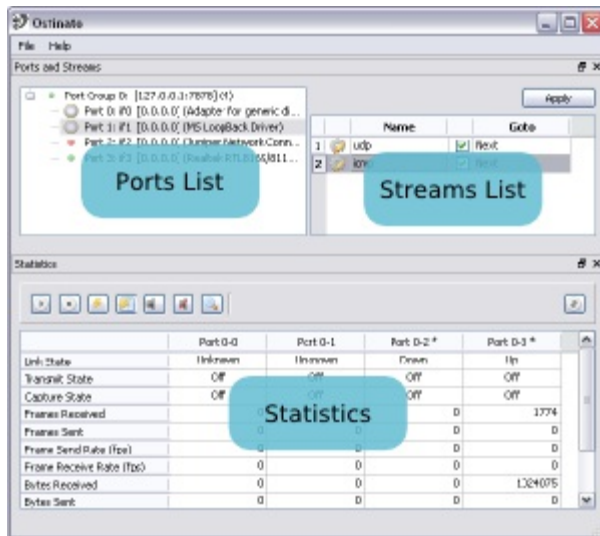 Ostinato
File Help
Ports and Streams
Port Group 0: [127.0.0.1:7878] (4)
Port 0: if0 [0.0.0.0] (Adapter for generic di...
Port 1: if1 [0.0.0.0] (MS LoopBack Driver)
Port 2: if2 [0.0.0.0] (Juniper Network Conn...
Port 3: if3 [0.0.0.0] (Realtek
Ports List
Apply
Name Goto
1 udp Next
2 Next
Streams List
Statistics
Port 0-0 Port 0-1 Port 0-2 * Port 0-3 *
Link State Unknown Unknown Down Up
Transmit State Off Off Off Off
Capture State Off Off Off Off
Frames Received 0 0 1774
Frames Sent 0 0
Frame Send Rate (fps) 0 0 0
Frame Receive Rate (fps) 0 0 0 0
Bytes Received 0 0 0 1324075
Bytes Sent 0 0 0 0
Statistics